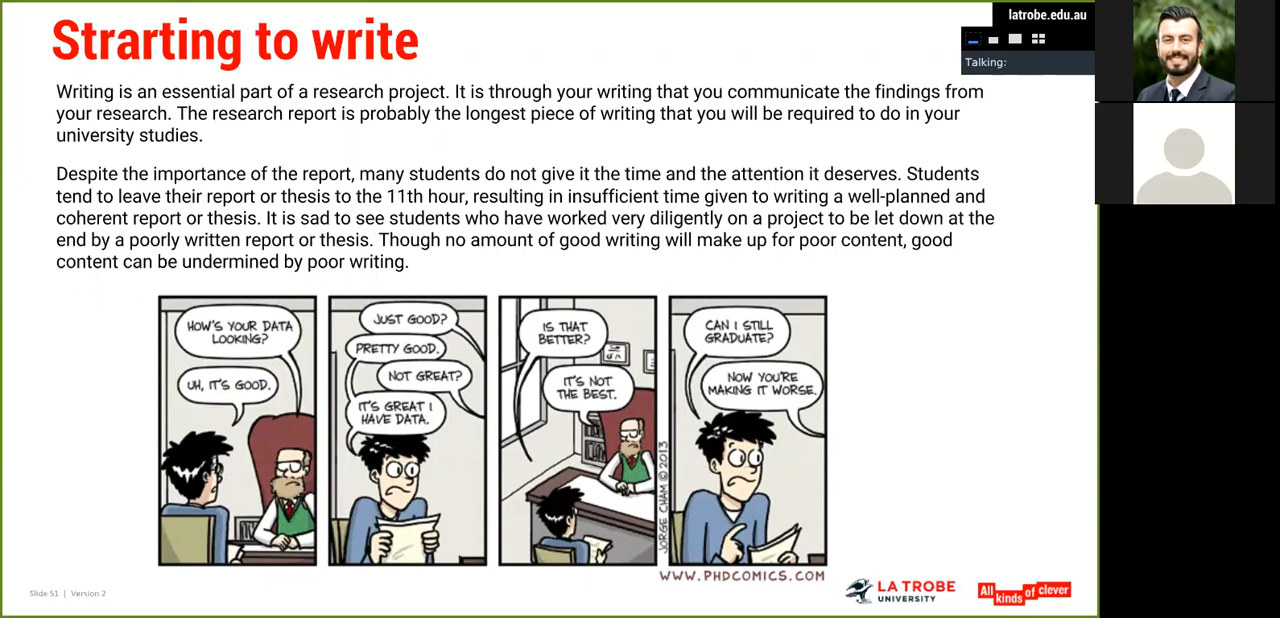 Strarting to write
latrobe.edu.au
Talking:
Writing is an essential part of a research project. It is through your writing that you communicate the findings from
your research. The research report is probably the longest piece of writing that you will be required to do in your
university studies.
Despite the importance of the report, many students do not give it the time and the attention it deserves. Students
tend to leave their report or thesis to the 11th hour, resulting in insufficient time given to writing a well-planned and
coherent report or thesis. It is sad to see students who have worked very diligently on a project to be let down at the
end by a poorly written report or thesis. Though no amount of good writing will make up for poor content, good
content can be undermined by poor writing.
HOW'S YOUR DATA
LOOKING?
UH, IT'S GOOD.
JUST GOOD?
PRETTY GOOD.
NOT GREAT?
IT'S GREAT I
HAVE DATA.
IS THAT
BETTER?
IT'S NOT
THE BEST.
CAN I STILL
GRADUATE?
NOW YOU'RE
MAKING IT WORSE.
JORGE CHAM © 2013
WWW.PHDCOMICS.COM
Slide 51 | Version 2
LA TROBE
UNIVERSITY
All
kinds
of
clever